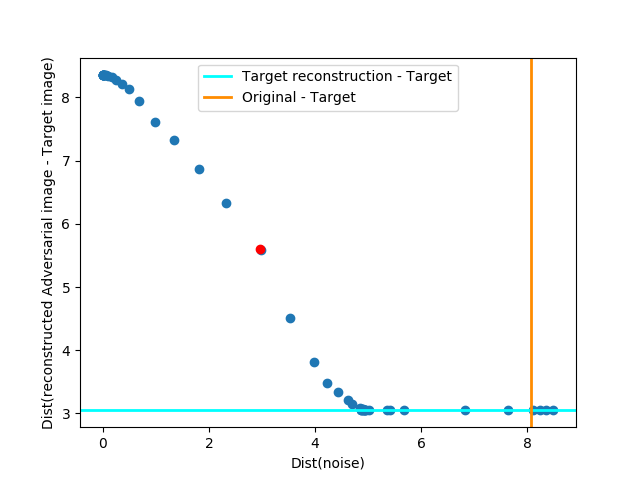 Target reconstruction - Target
Original - Target
Dist(reconstructed Adversarial image - Target image)
8
7
6
5
4
3
0 2 4 6 8
Dist(noise)